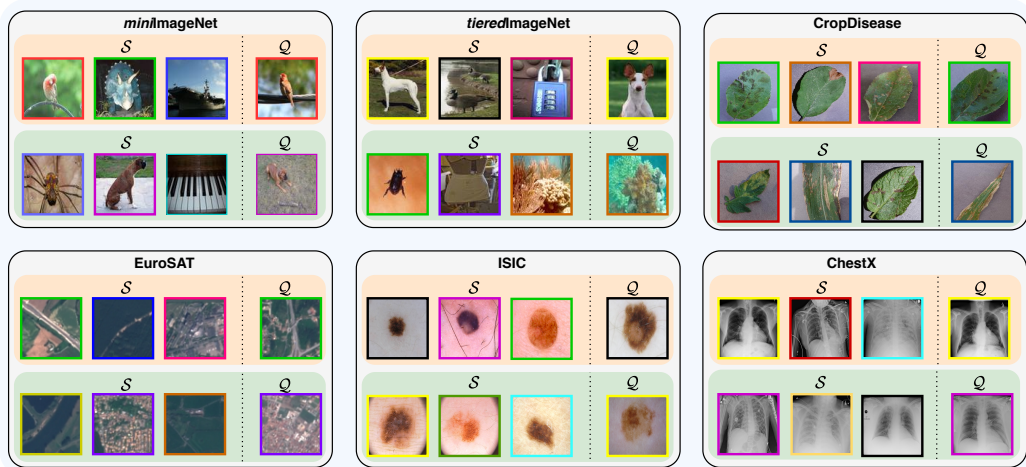 miniImageNet
S Q
tieredImageNet
S Q
CropDisease
S Q
S Q
S Q
S Q
EuroSAT
S Q
ISIC
S Q
ChestX
S Q
S Q
S Q
S Q